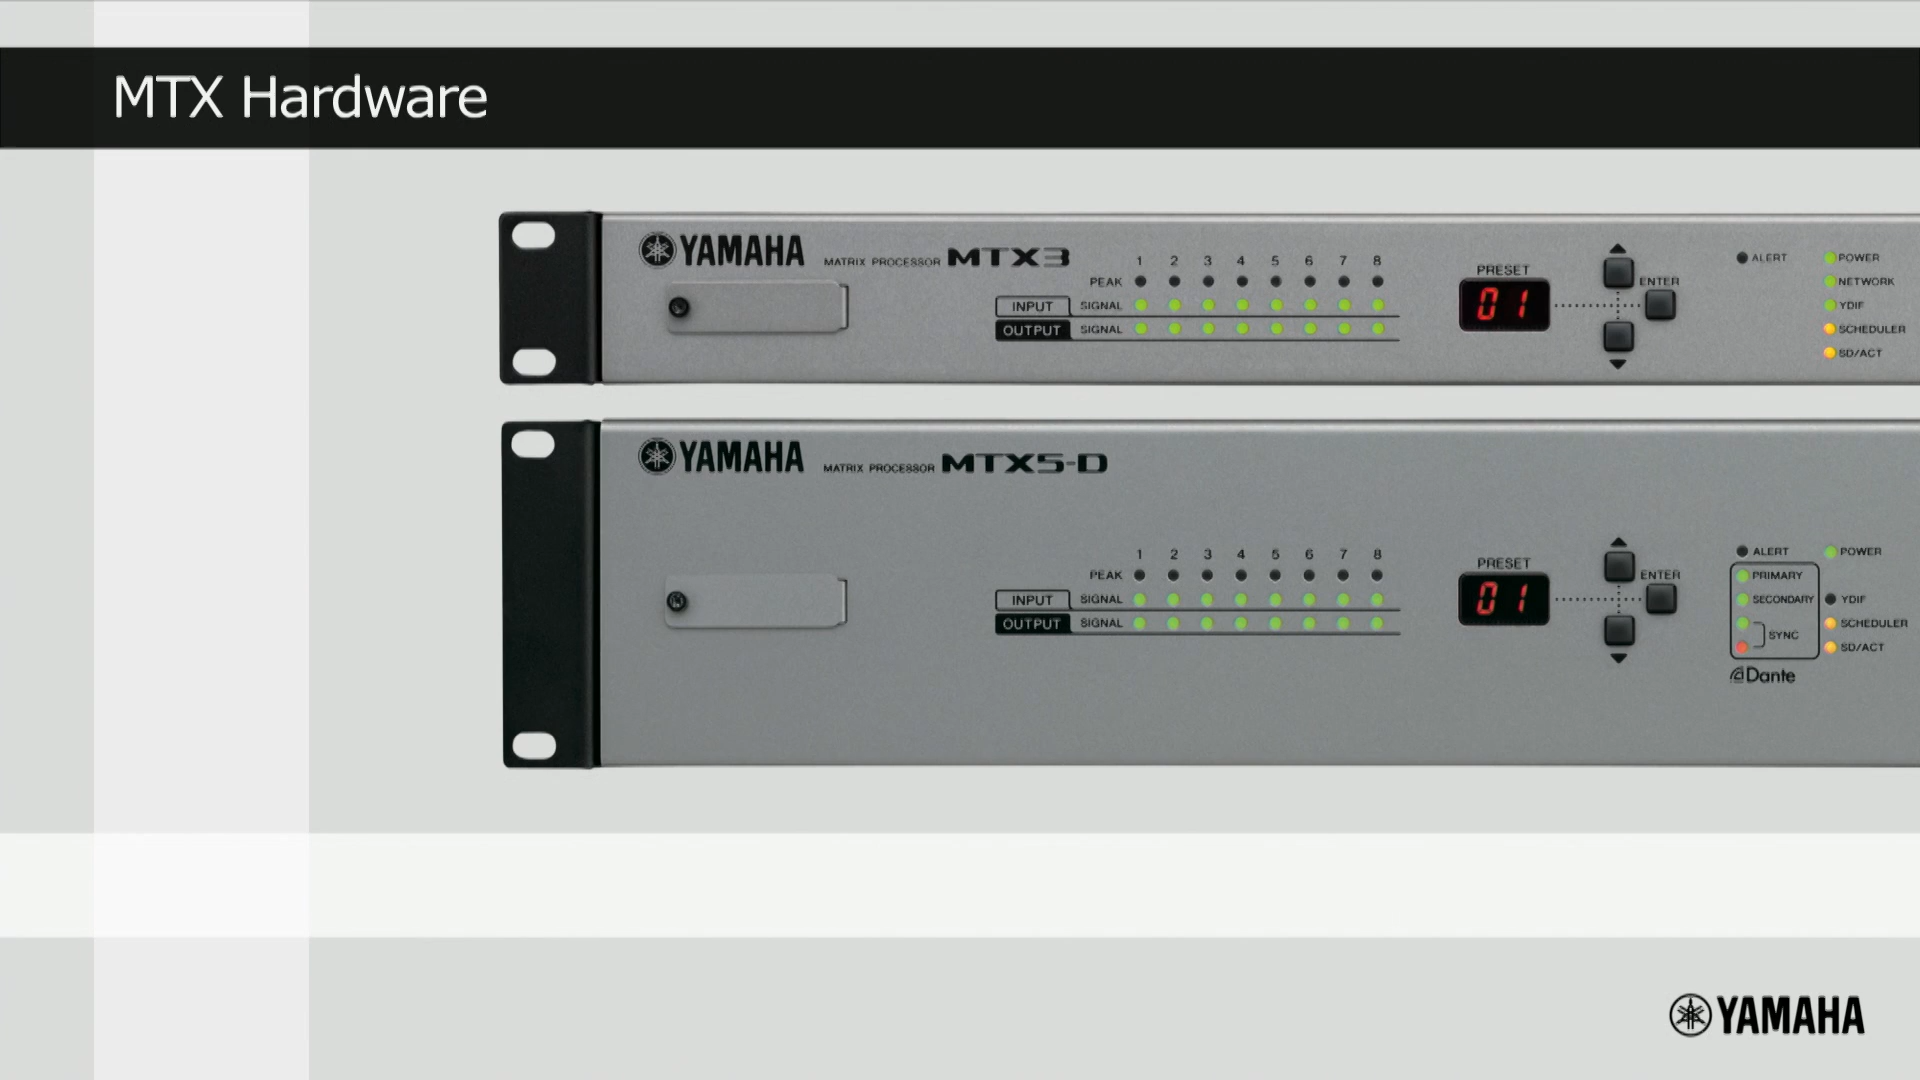 MTX Hardware
YAMAHA MATRIX PROCESSOR MTX3
1 2 3 4 5 6 7 8
PEAK
INPUT SIGNAL
OUTPUT SIGNAL
PRESET
01
ENTER
ALERT
POWER
NETWORK
YDIF
SCHEDULER
SD/ACT
YAMAHA MATRIX PROCESSOR MTX5-D
1 2 3 4 5 6 7 8
PEAK
INPUT SIGNAL
OUTPUT SIGNAL
PRESET
01
ENTER
ALERT
PRIMARY
SECONDARY
SYNC
Dante
POWER
YDIF
SCHEDULER
SD/ACT
YAMAHA